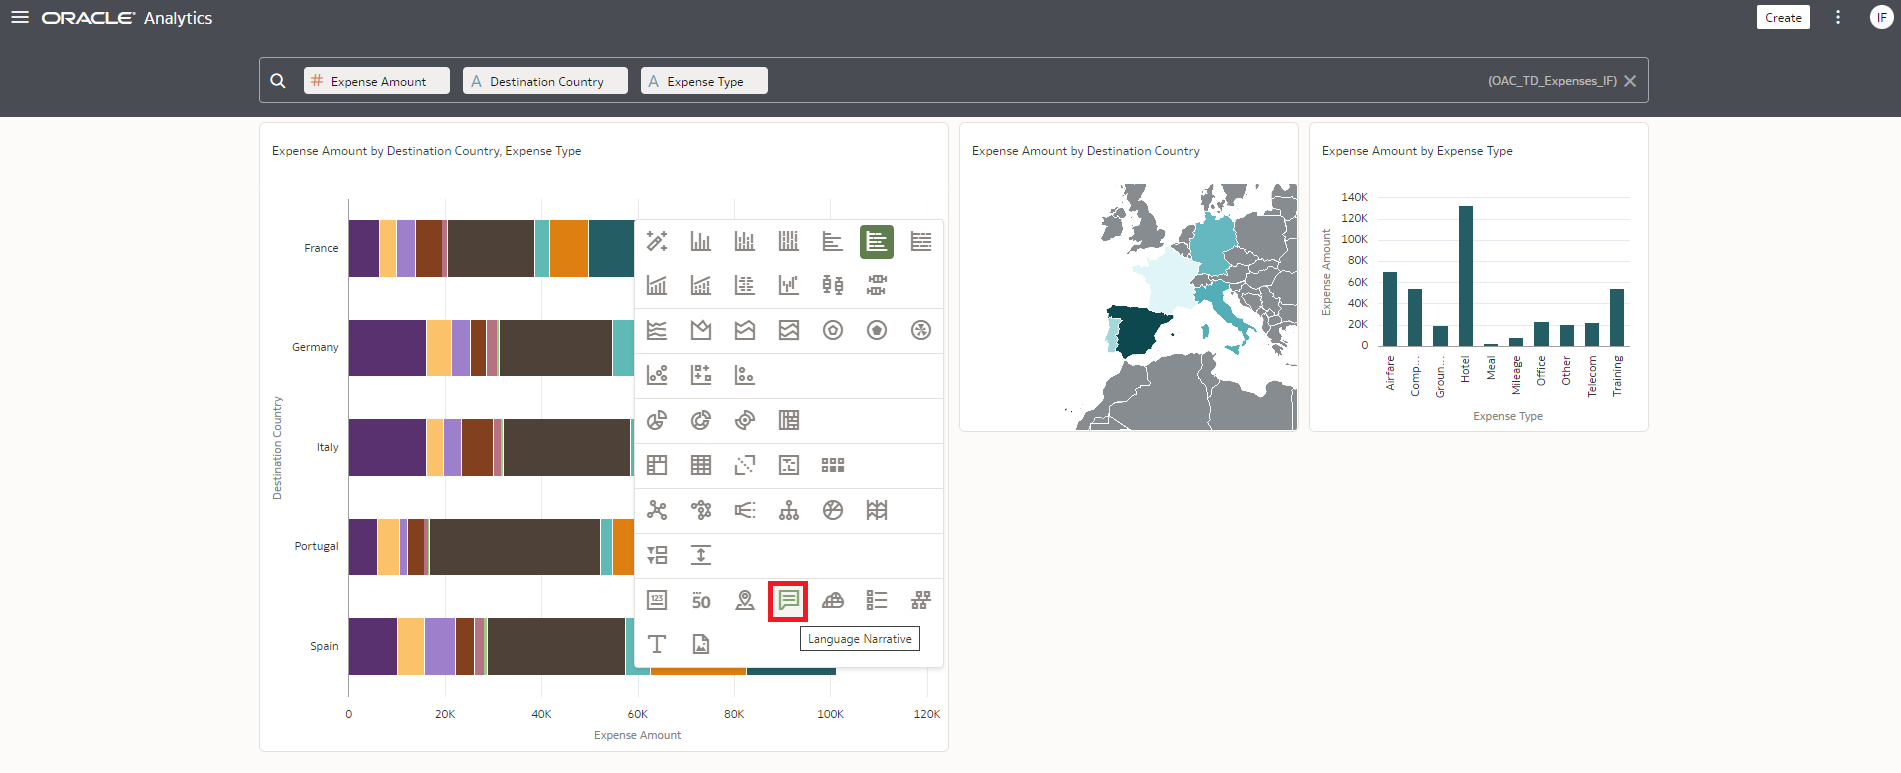 ORACLE Analytics
Create
IF
# Expense Amount
A Destination Country
A Expense Type
(OAC_TD_Expenses_IF)
Expense Amount by Destination Country, Expense Type
France
Germany
Italy
Portugal
Spain
Destination Country
0 20K 40K 60K 80K 100K 120K
Expense Amount
123
50
T
Language Narrative
Expense Amount by Destination Country
Expense Amount by Expense Type
140K
120K
100K
80K
60K
40K
20K
0
Expense Amount
Airfare
Comp...
Groun...
Hotel
Meal
Mileage
Office
Other
Telecom
Training
Expense Type